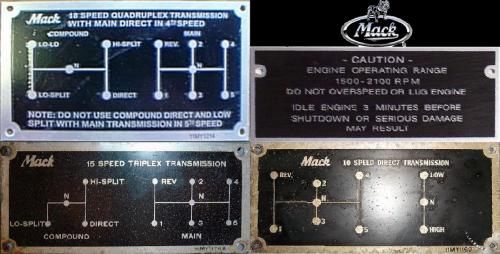 Mack
18 SPEED QUADRUPLEX TRANSMISSION
WITH MAIN DIRECT IN 4TH SPEED
COMPOUND MAIN
LO-LO HI-SPLIT REV. 2 4
N N
LO-SPLIT DIRECT 1 3 5
NOTE: DO NOT USE COMPOUND DIRECT AND LOW
SPLIT WITH MAIN TRANSMISSION IN 5TH SPEED
11MY1214
Mack
- CAUTION -
ENGINE OPERATING RANGE
1500-2100 RPM
DO NOT OVERSPEED OR LUG ENGINE
IDLE ENGINE 3 MINUTES BEFORE
SHUTDOWN OR SERIOUS DAMAGE
MAY RESULT
Mack
15 SPEED TRIPLEX TRANSMISSION
HI-SPLIT REV 2 4
N N
LO-SPLIT DIRECT 1 3 5
COMPOUND MAIN
Mack
10 SPEED DIRECT TRANSMISSION
REV. 2 4 LOW
N N
1 3 5 HIGH